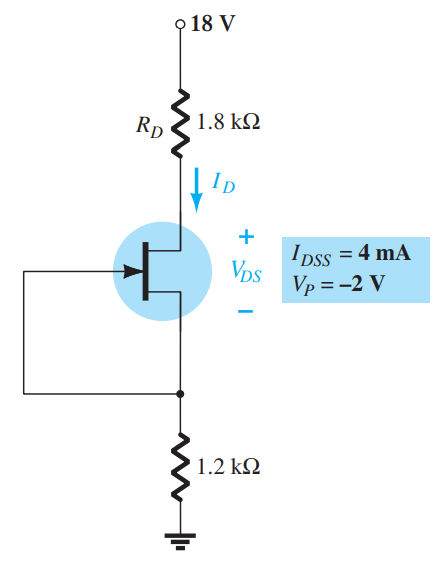 18 V
R_D 1.8 kΩ
I_D
+
V_DS
−
I_DSS = 4 mA
V_P = −2 V
1.2 kΩ